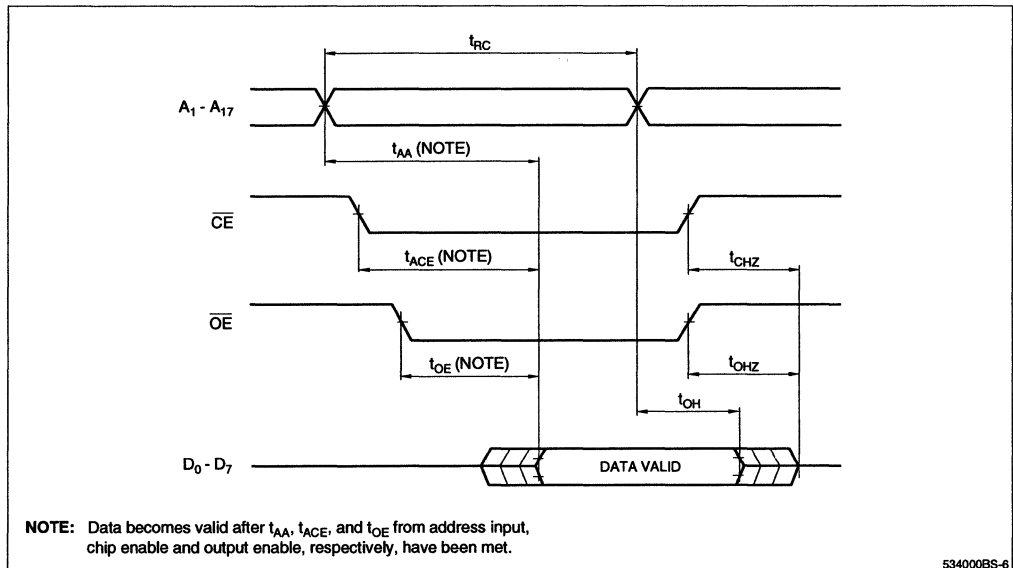 tRC
A1 - A17
tAA (NOTE)
CE
tACE (NOTE)
tCHZ
OE
tOE (NOTE)
tOHZ
tOH
D0 - D7
DATA VALID
NOTE: Data becomes valid after tAA, tACE, and tOE from address input,
chip enable and output enable, respectively, have been met.
534000BS-6